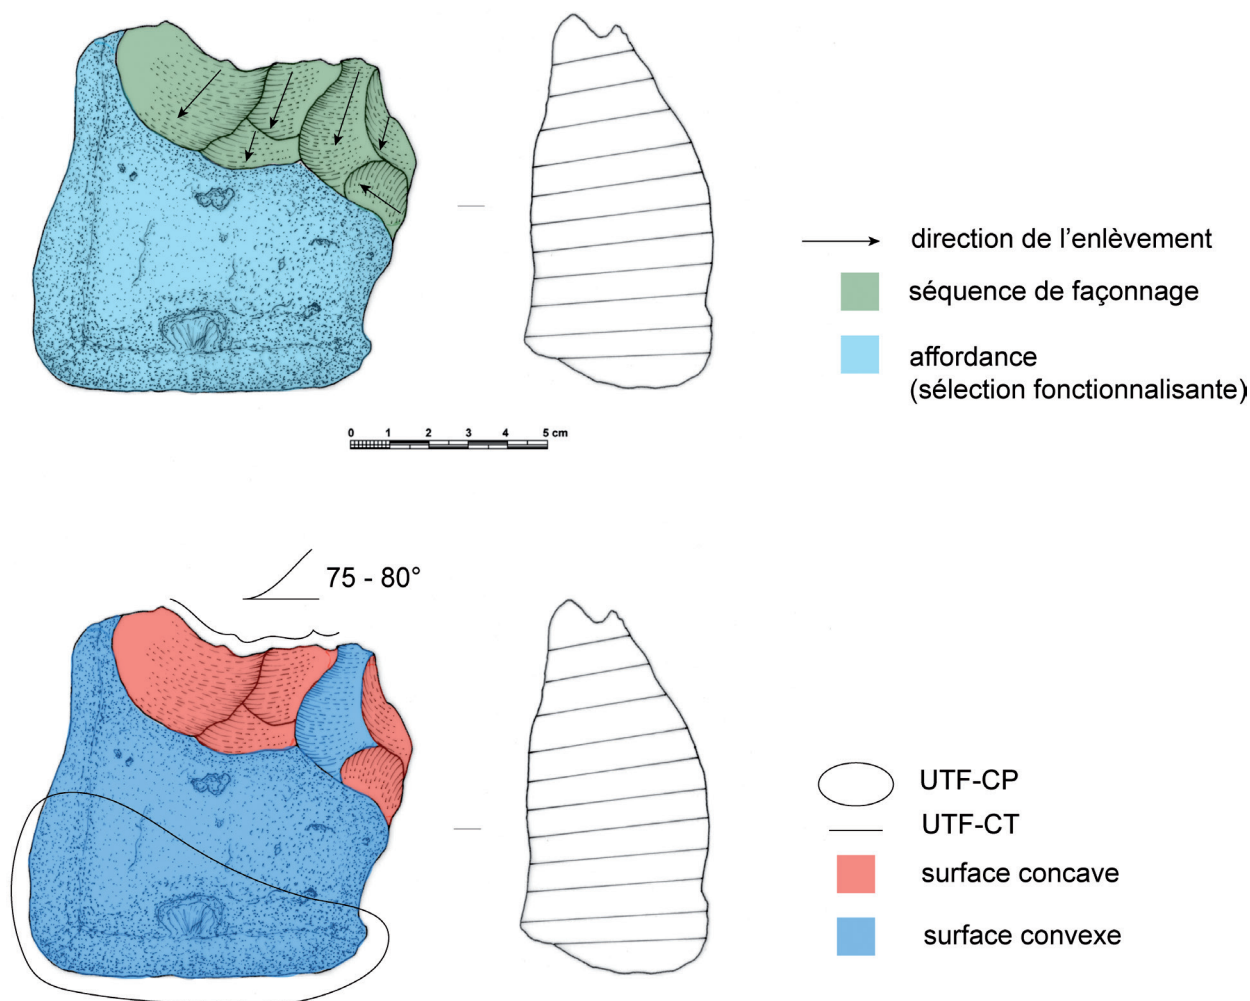 direction de l'enlèvement
séquence de façonnage
affordance
(sélection fonctionnalisante)
0 1 2 3 4 5 cm
75 - 80°
UTF-CP
UTF-CT
surface concave
surface convexe